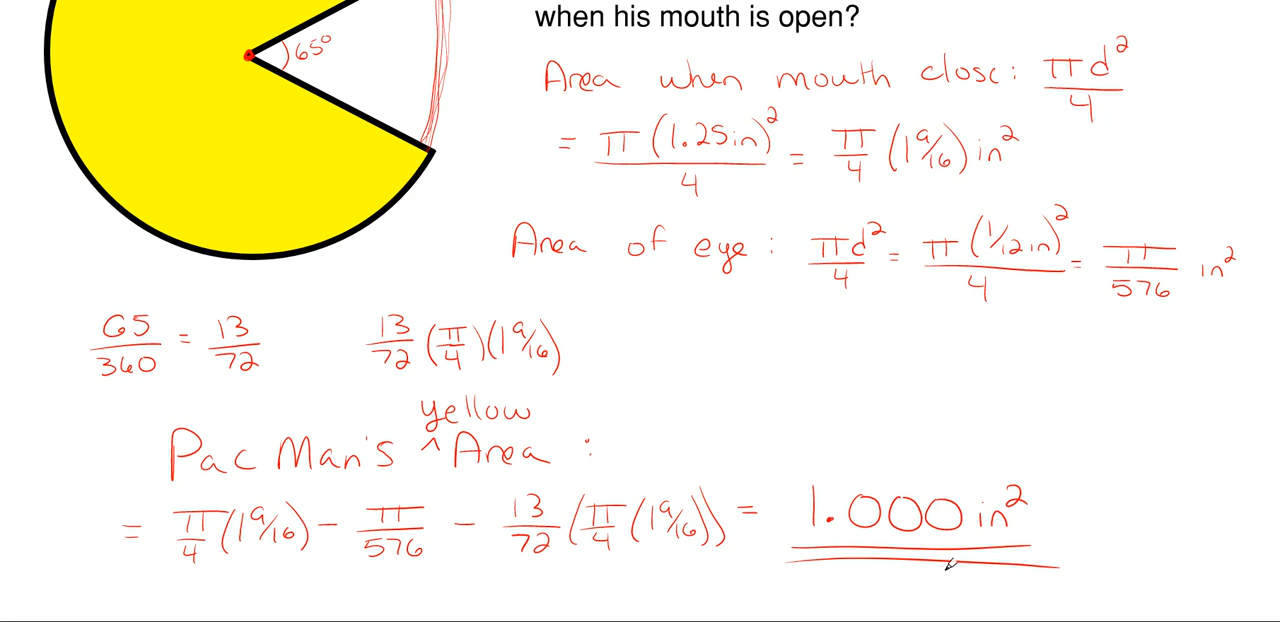 when his mouth is open?
65°
Area when mouth close: πd²/4
= π(1.25in)²/4 = π/4 (1 9/16) in²
Area of eye: πd²/4 = π(1/12 in)²/4 = π/576 in²
65/360 = 13/72 13/72 (π/4)(1 9/16)
Pac Man's ^yellow Area :
= π/4 (1 9/16) - π/576 - 13/72 (π/4 (1 9/16)) = 1.000 in²